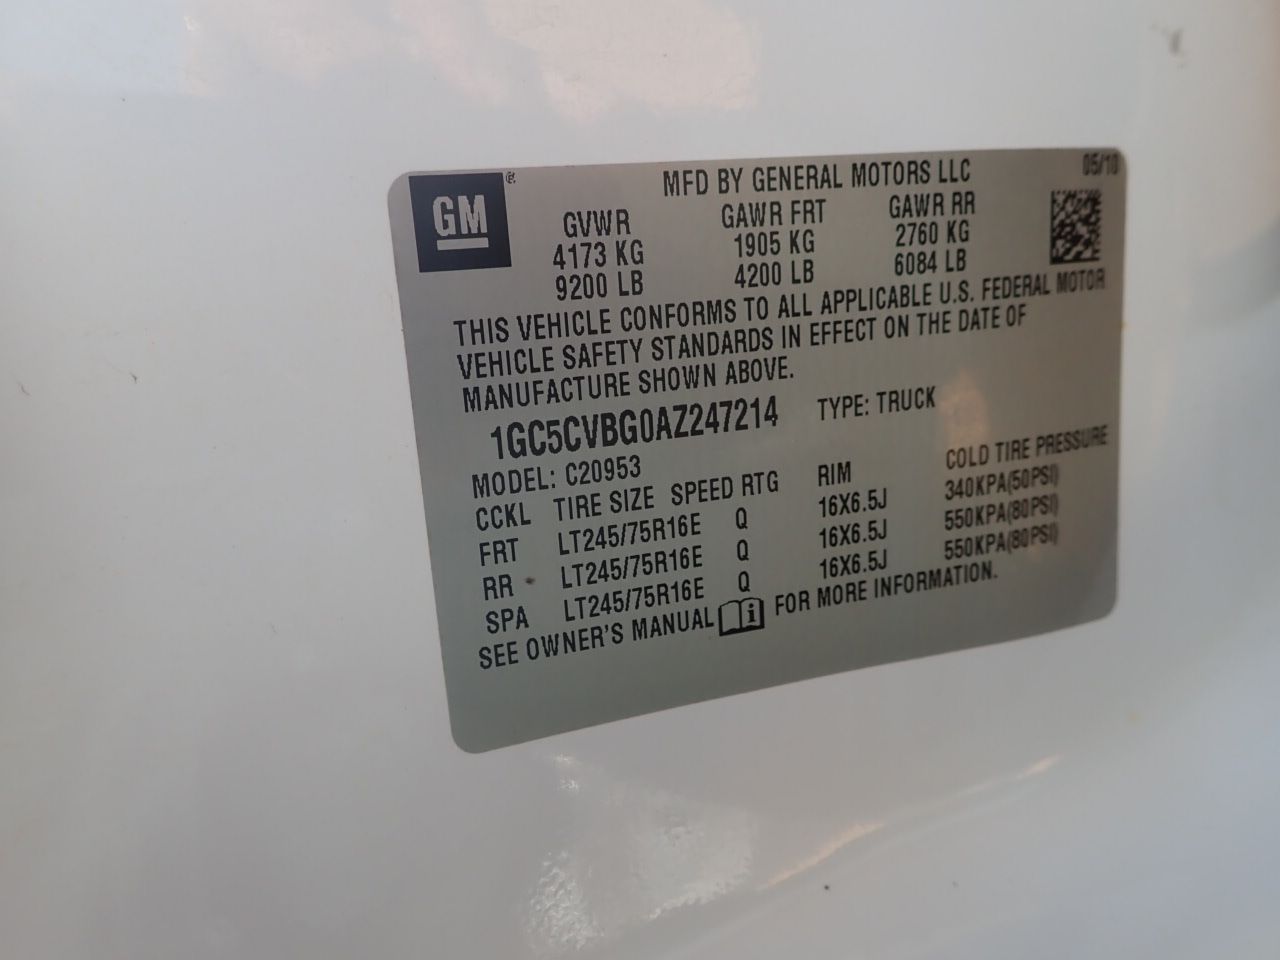 GM
MFD BY GENERAL MOTORS LLC 05/10
GVWR GAWR FRT GAWR RR
4173 KG 1905 KG 2760 KG
9200 LB 4200 LB 6084 LB
THIS VEHICLE CONFORMS TO ALL APPLICABLE U.S. FEDERAL MOTOR
VEHICLE SAFETY STANDARDS IN EFFECT ON THE DATE OF
MANUFACTURE SHOWN ABOVE.
1GC5CVBG0AZ247214 TYPE: TRUCK
MODEL: C20953
CCKL TIRE SIZE SPEED RTG RIM COLD TIRE PRESSURE
FRT LT245/75R16E Q 16X6.5J 340KPA(50PSI)
RR LT245/75R16E Q 16X6.5J 550KPA(80PSI)
SPA LT245/75R16E Q 16X6.5J 550KPA(80PSI)
SEE OWNER'S MANUAL FOR MORE INFORMATION.